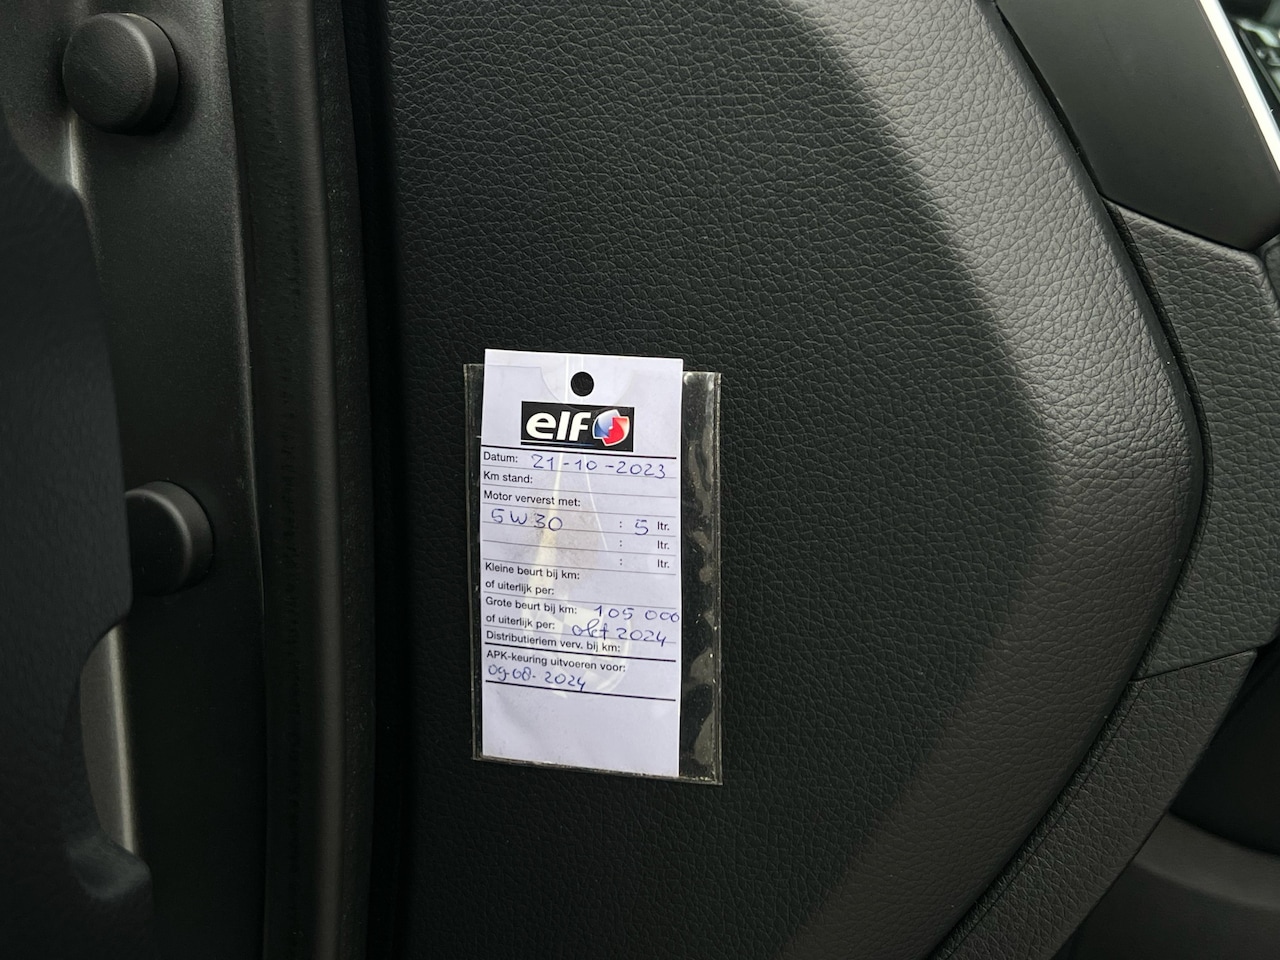 elf
Datum: 21-10-2023
Km stand:
Motor ververst met:
5W30 : 5 ltr.
: ltr.
: ltr.
Kleine beurt bij km:
of uiterlijk per:
Grote beurt bij km: 105 000
of uiterlijk per: okt 2024
Distributieriem verv. bij km:
APK-keuring uitvoeren voor:
09-08-2024